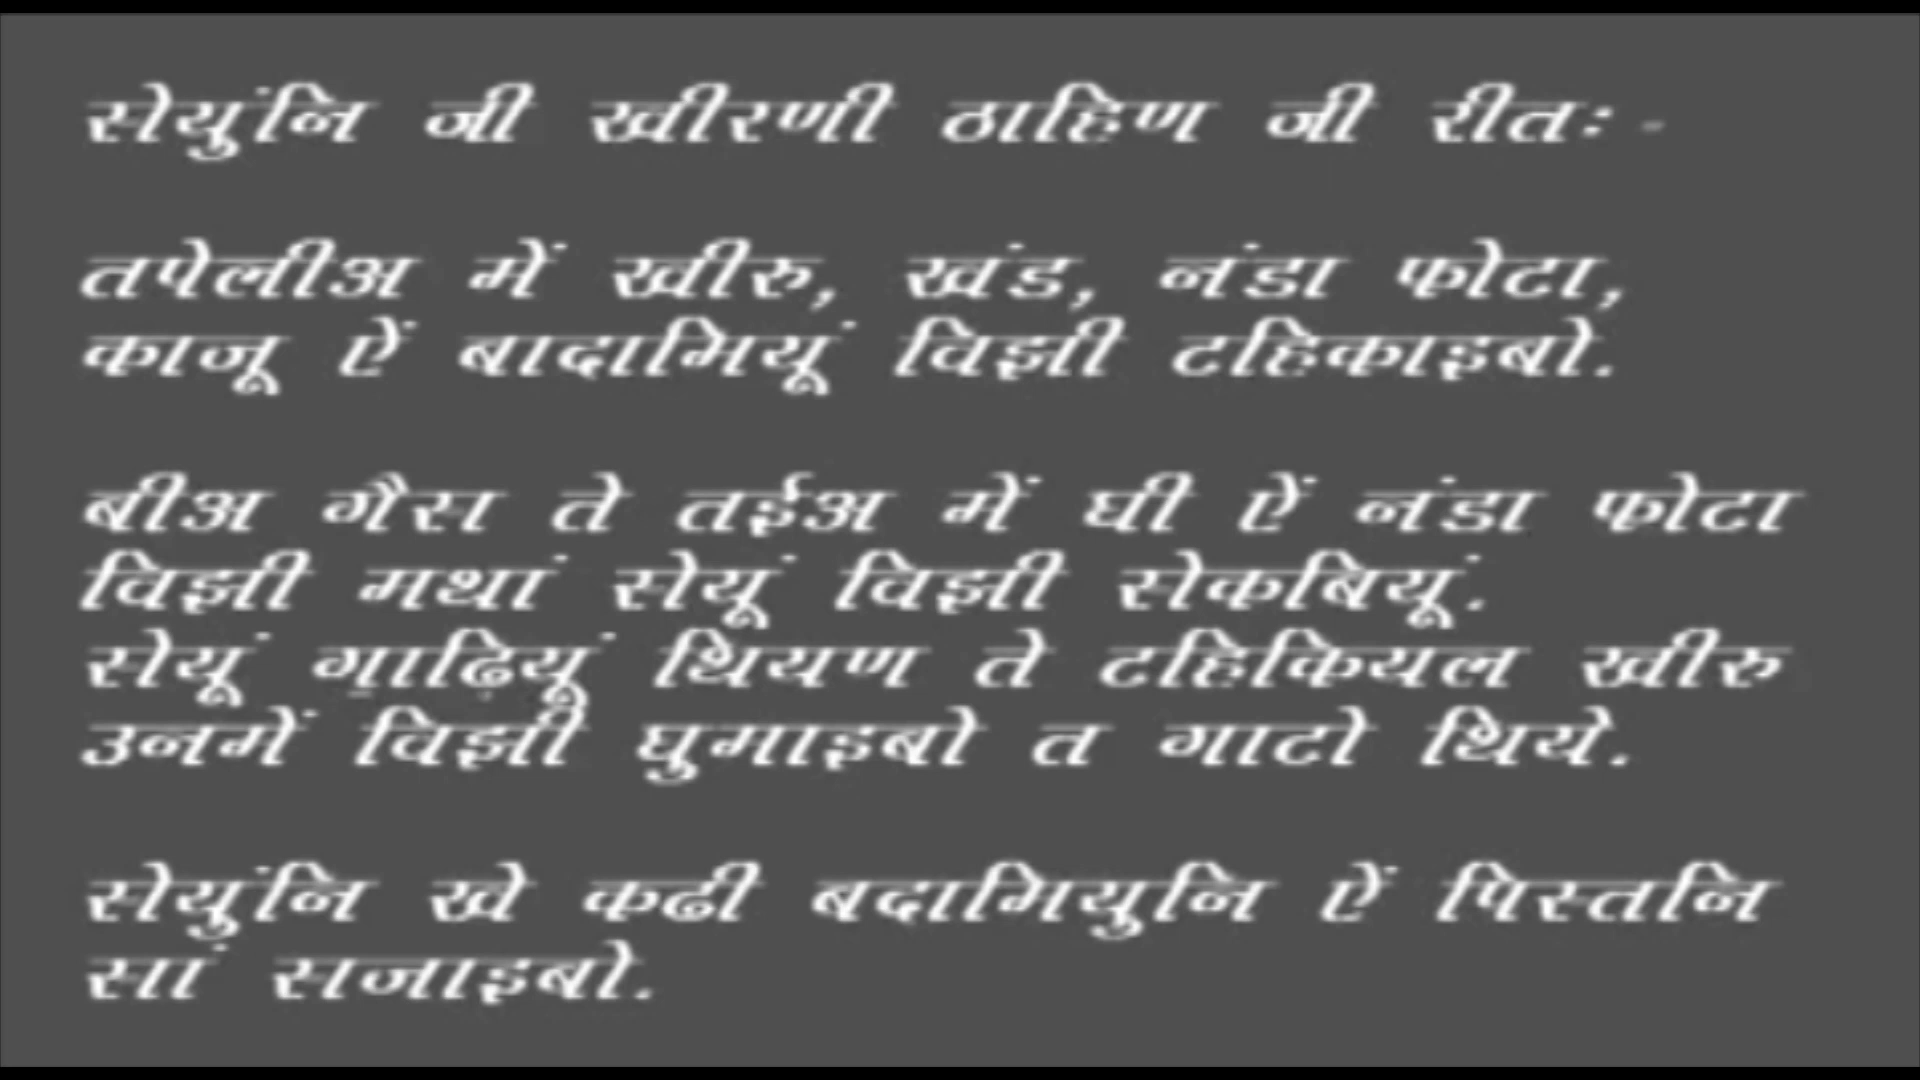 सेयुंनि जी खीरणी ठाहिण जी रीतः -
तपेलीअ में खीरु, खंड, नंडा फोटा,
काजू ऐं बादामियूं विझी टहिकाइबो.
बीअ गैस ते तईअ में घी ऐं नंडा फोटा
विझी मथां सेयूं विझी सेकबियूं.
सेयूं ग॒ाढ़ियूं थियण ते टहिकियल खीरु
उनमें विझी घुमाइबो त गाटो थिये.
सेयुंनि खे कढी बदामियुनि ऐं पिस्तनि
सां सजाइबो.